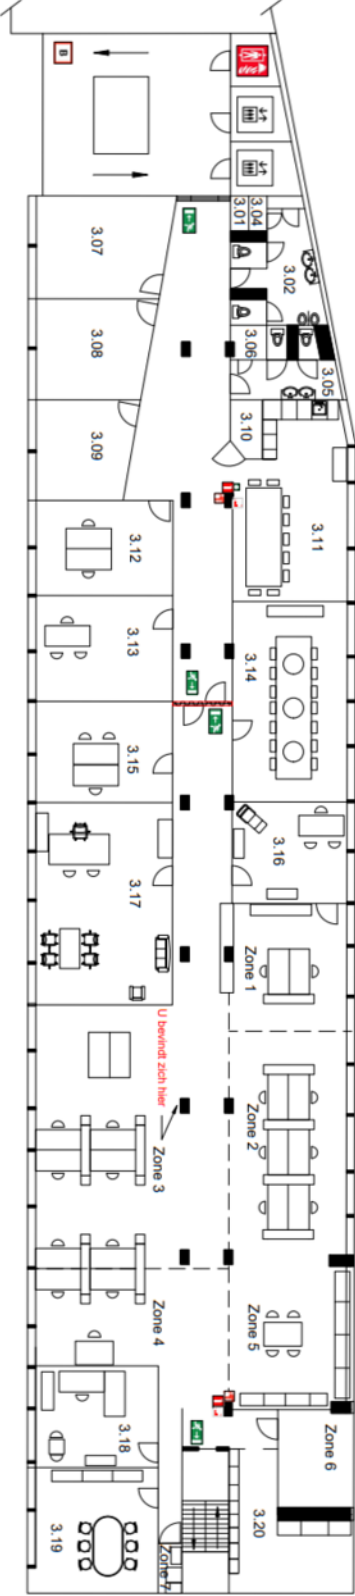 B
3.01
3.04
3.02
3.07
3.06
3.05
3.08
3.10
3.09
3.11
3.12
3.13
3.14
3.15
3.16
3.17
Zone 1
U bevindt zich hier
Zone 2
Zone 3
Zone 4
Zone 5
3.18
Zone 6
3.19
3.20
Zone 7